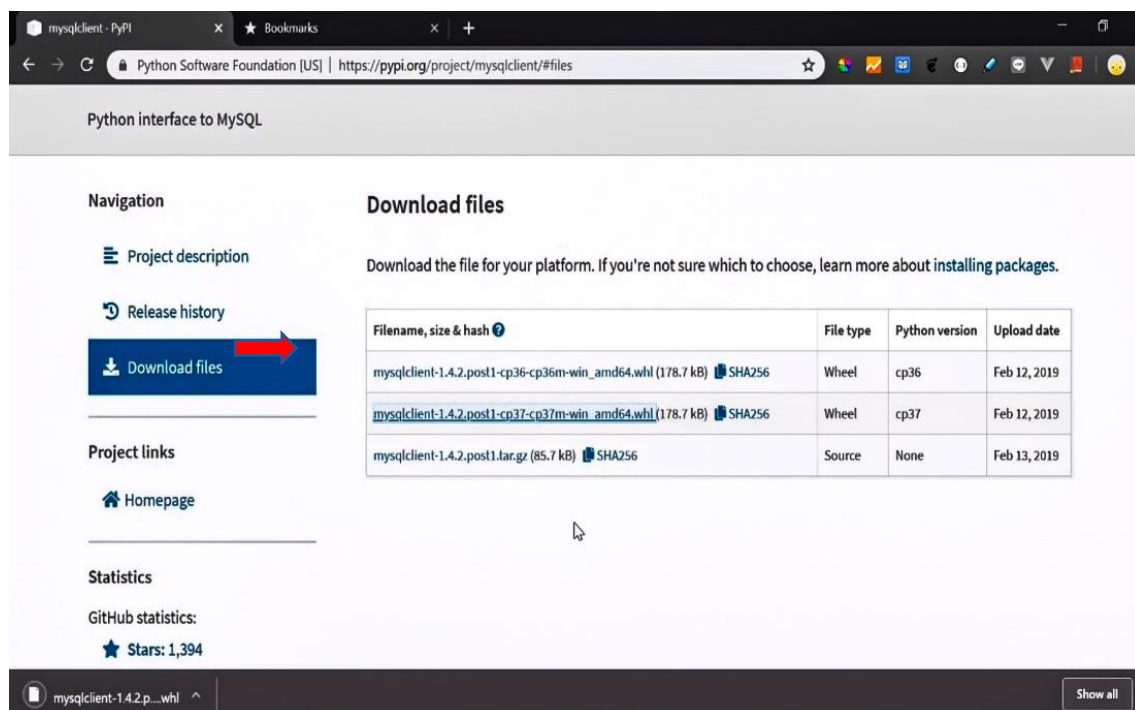 mysqlclient · PyPI
Bookmarks
Python Software Foundation [US] | https://pypi.org/project/mysqlclient/#files
Python interface to MySQL
Navigation
Project description
Release history
Download files
Project links
Homepage
Statistics
GitHub statistics:
Stars: 1,394
Download files
Download the file for your platform. If you're not sure which to choose, learn more about installing packages.
Filename, size & hash File type Python version Upload date
mysqlclient-1.4.2.post1-cp36-cp36m-win_amd64.whl (178.7 kB) SHA256 Wheel cp36 Feb 12, 2019
mysqlclient-1.4.2.post1-cp37-cp37m-win_amd64.whl (178.7 kB) SHA256 Wheel cp37 Feb 12, 2019
mysqlclient-1.4.2.post1.tar.gz (85.7 kB) SHA256 Source None Feb 13, 2019
mysqlclient-1.4.2.p....whl
Show all